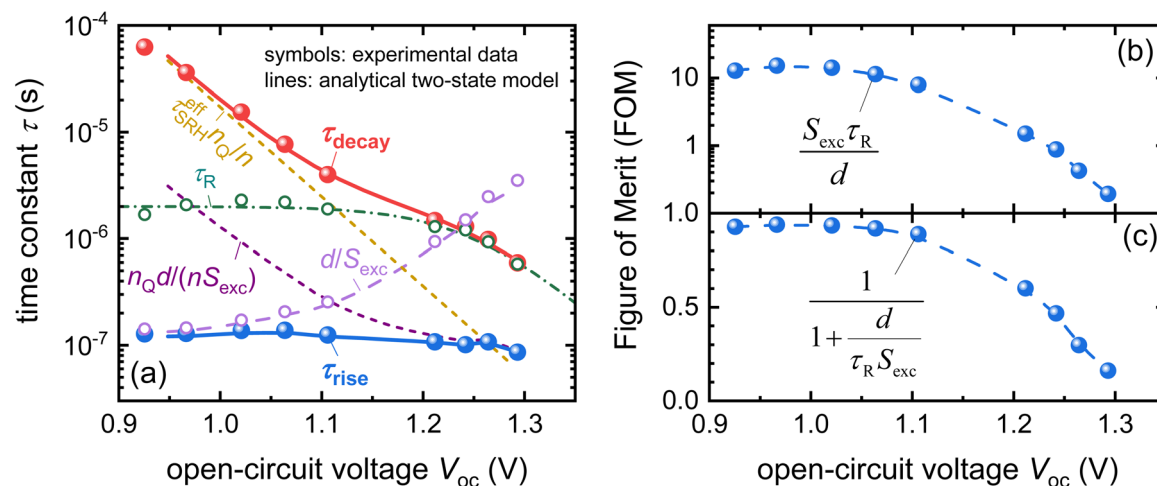 10⁻⁴
10⁻⁵
10⁻⁶
10⁻⁷
time constant τ (s)
symbols: experimental data
lines: analytical two-state model
τ_SRH^eff n_Q/n
τ_decay
τ_R
n_Q d/(nS_exc)
d/S_exc
τ_rise
(a)
0.9 1.0 1.1 1.2 1.3
open-circuit voltage V_oc (V)
Figure of Merit (FOM)
10
1
(b)
S_exc τ_R
d
1.0
0.5
0.0
(c)
1
1 + d
τ_R S_exc
0.9 1.0 1.1 1.2 1.3
open-circuit voltage V_oc (V)